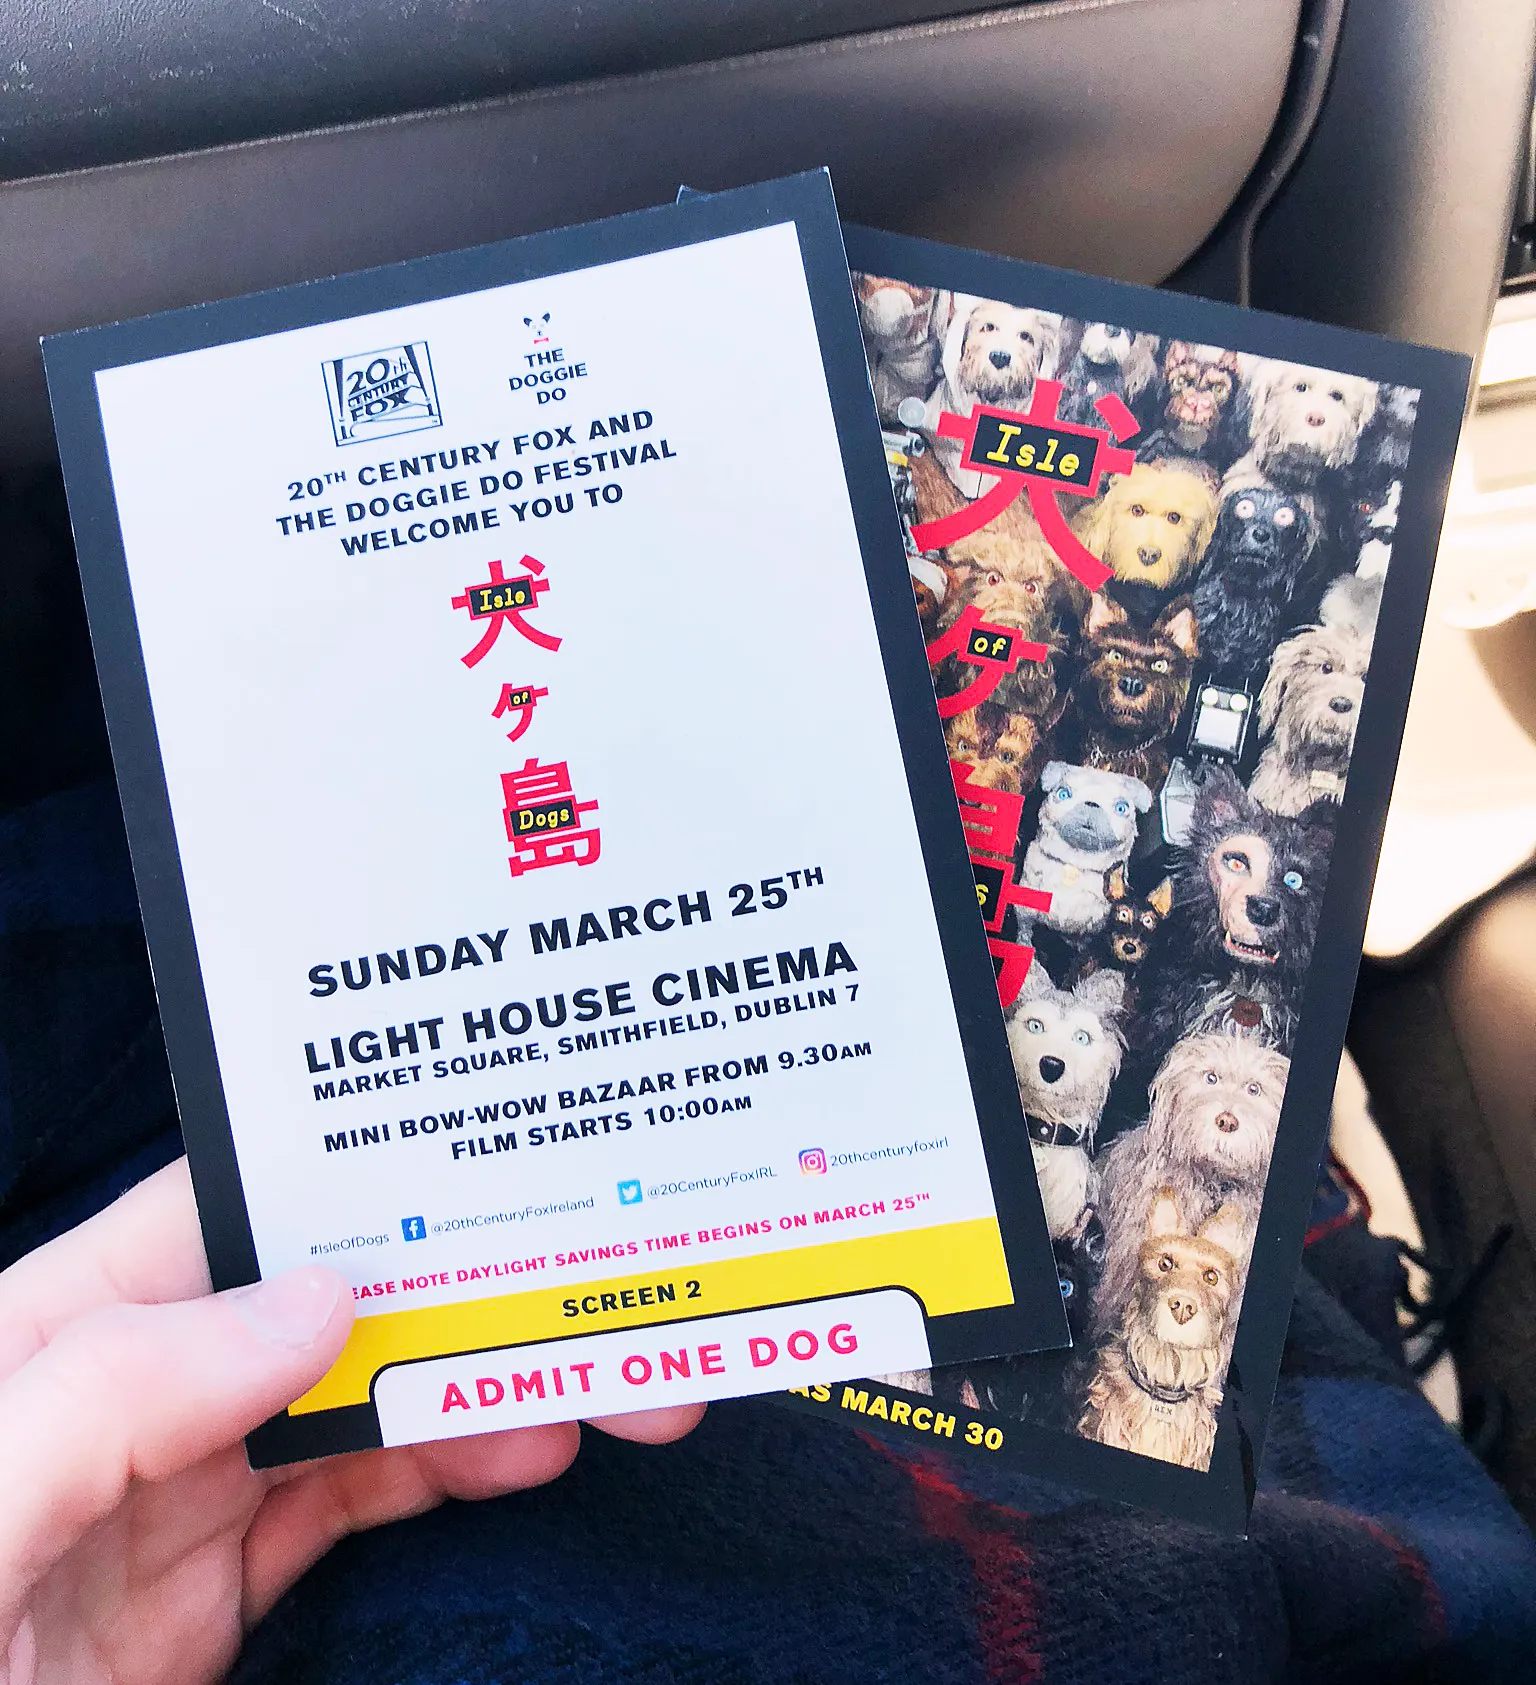 20th
CENTURY
FOX
THE
DOGGIE
DO
20TH CENTURY FOX AND
THE DOGGIE DO FESTIVAL
WELCOME YOU TO
犬
Isle
ヶ
of
島
Dogs
SUNDAY MARCH 25TH
LIGHT HOUSE CINEMA
MARKET SQUARE, SMITHFIELD, DUBLIN 7
MINI BOW-WOW BAZAAR FROM 9.30AM
FILM STARTS 10:00AM
#IsleOfDogs @20thCenturyFoxIreland @20CenturyFoxIRL 20thcenturyfoxirl
EASE NOTE DAYLIGHT SAVINGS TIME BEGINS ON MARCH 25TH
SCREEN 2
ADMIT ONE DOG
犬
Isle
ヶ
of
島
s
AS MARCH 30
REX